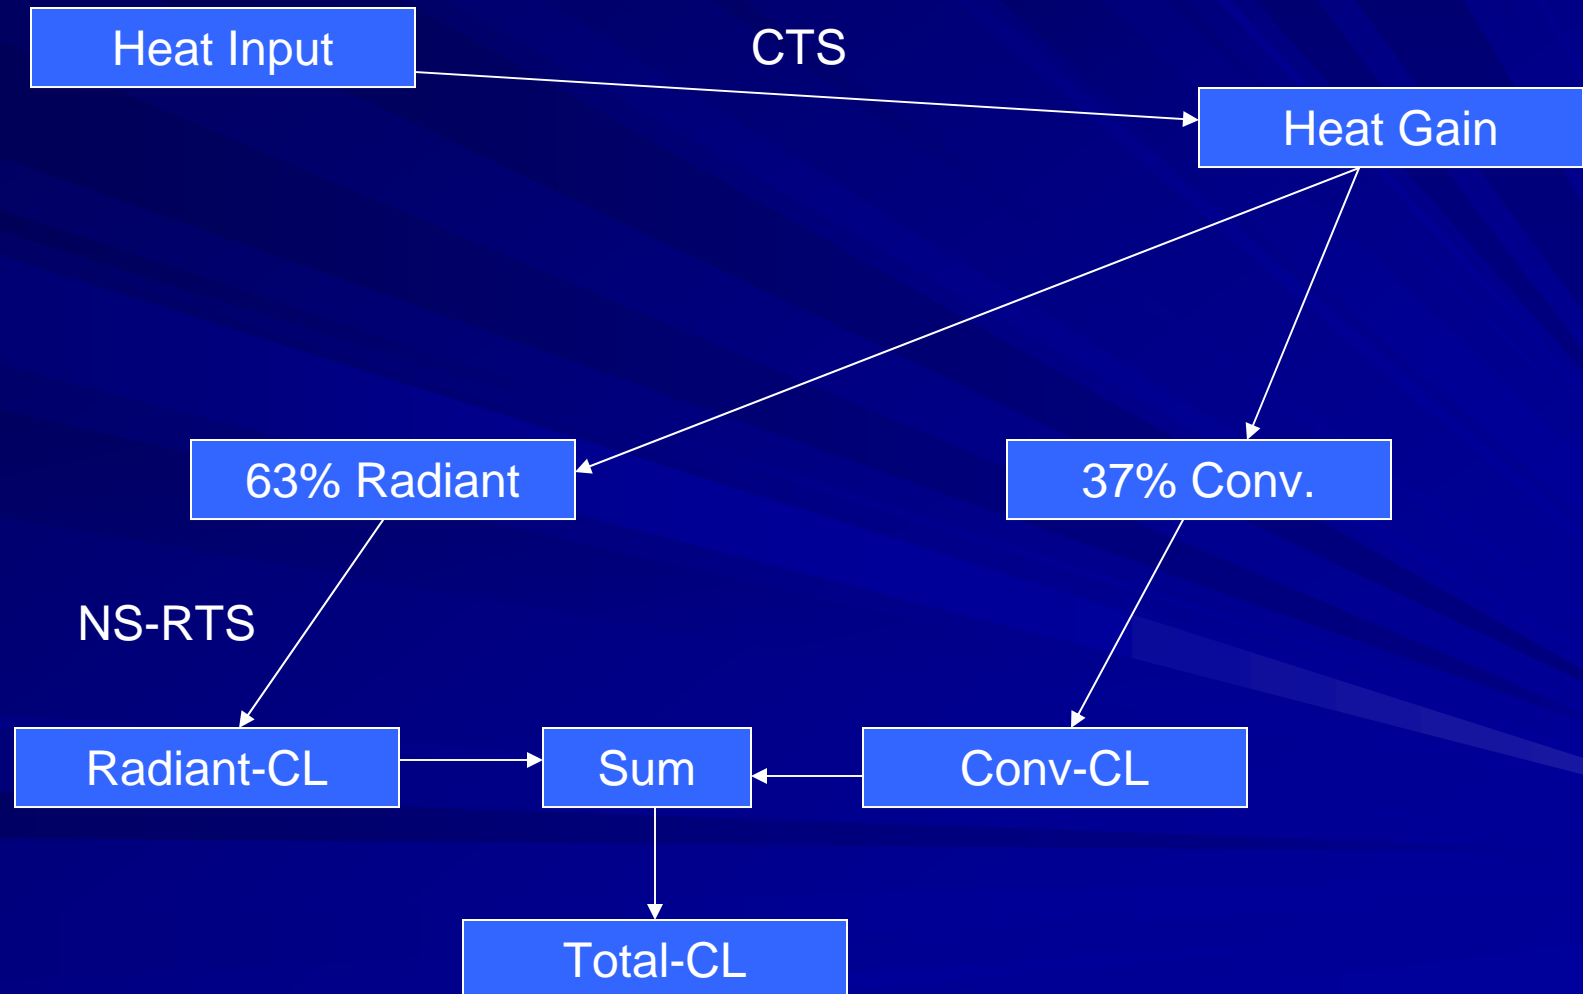 Heat Input
CTS
Heat Gain
63% Radiant
37% Conv.
NS-RTS
Radiant-CL
Sum
Conv-CL
Total-CL